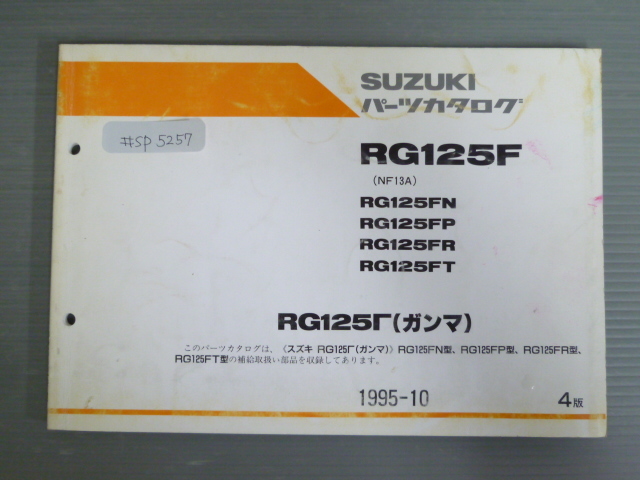 SUZUKI
パーツカタログ
#SP 5257
RG125F
(NF13A)
RG125FN
RG125FP
RG125FR
RG125FT
RG125Γ(ガンマ)
このパーツカタログは、《スズキ RG125Γ(ガンマ)》RG125FN型、RG125FP型、RG125FR型、
RG125FT型の補給取扱い部品を収録してあります。
1995-10
4版